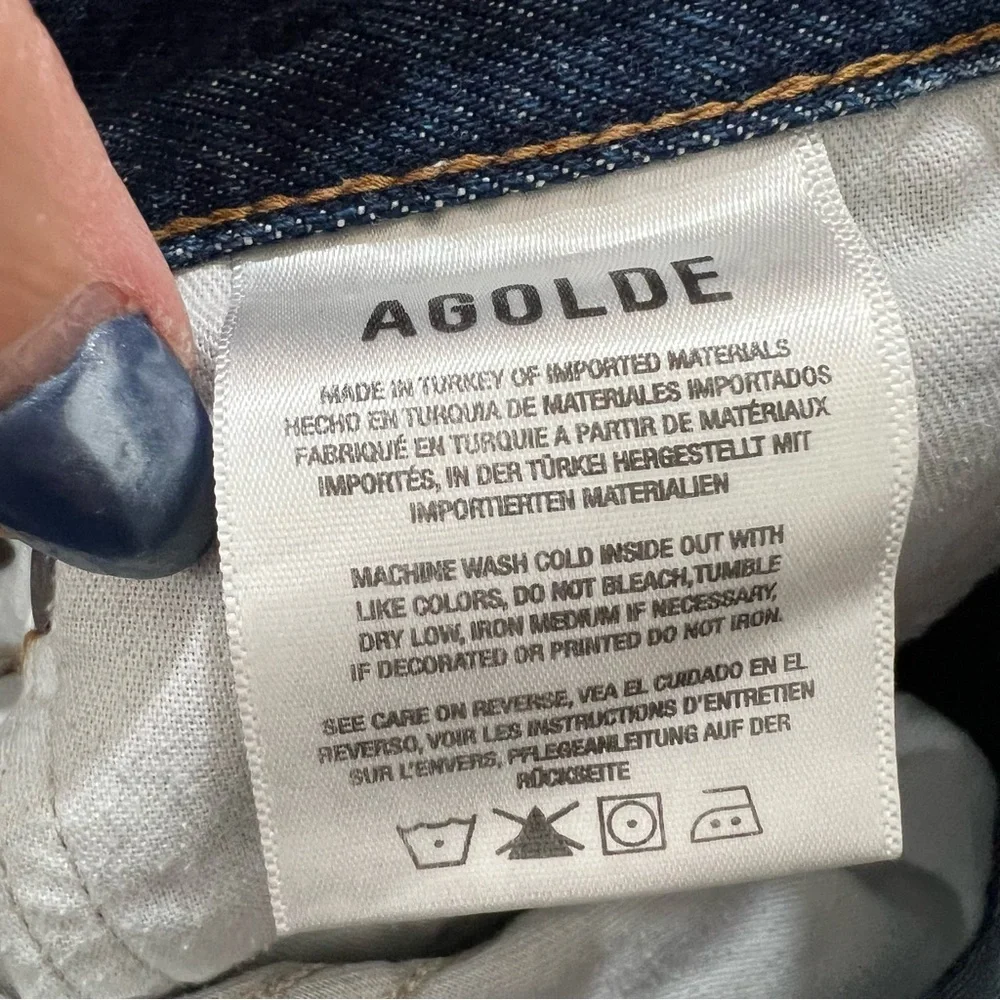 AGOLDE
MADE IN TURKEY OF IMPORTED MATERIALS
HECHO EN TURQUIA DE MATERIALES IMPORTADOS
FABRIQUÉ EN TURQUIE A PARTIR DE MATÉRIAUX
IMPORTÉS, IN DER TÜRKEI HERGESTELLT MIT
IMPORTIERTEN MATERIALIEN
MACHINE WASH COLD INSIDE OUT WITH
LIKE COLORS, DO NOT BLEACH,TUMBLE
DRY LOW, IRON MEDIUM IF NECESSARY,
IF DECORATED OR PRINTED DO NOT IRON.
SEE CARE ON REVERSE, VEA EL CUIDADO EN EL
REVERSO, VOIR LES INSTRUCTIONS D'ENTRETIEN
SUR L'ENVERS, PFLEGEANLEITUNG AUF DER
RÜCKSEITE